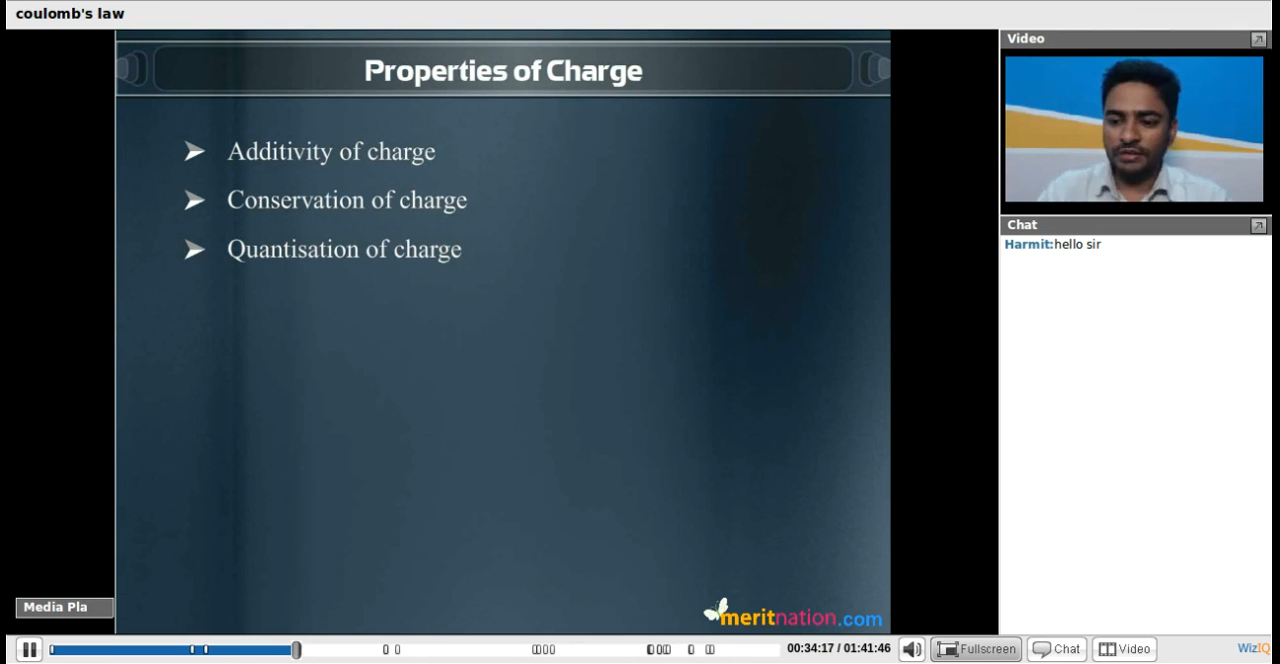 coulomb's law
Properties of Charge
Additivity of charge
Conservation of charge
Quantisation of charge
meritnation.com
Media Pla
Video
Chat
Harmit:hello sir
00:34:17 / 01:41:46
Fullscreen
Chat
Video
WizIQ